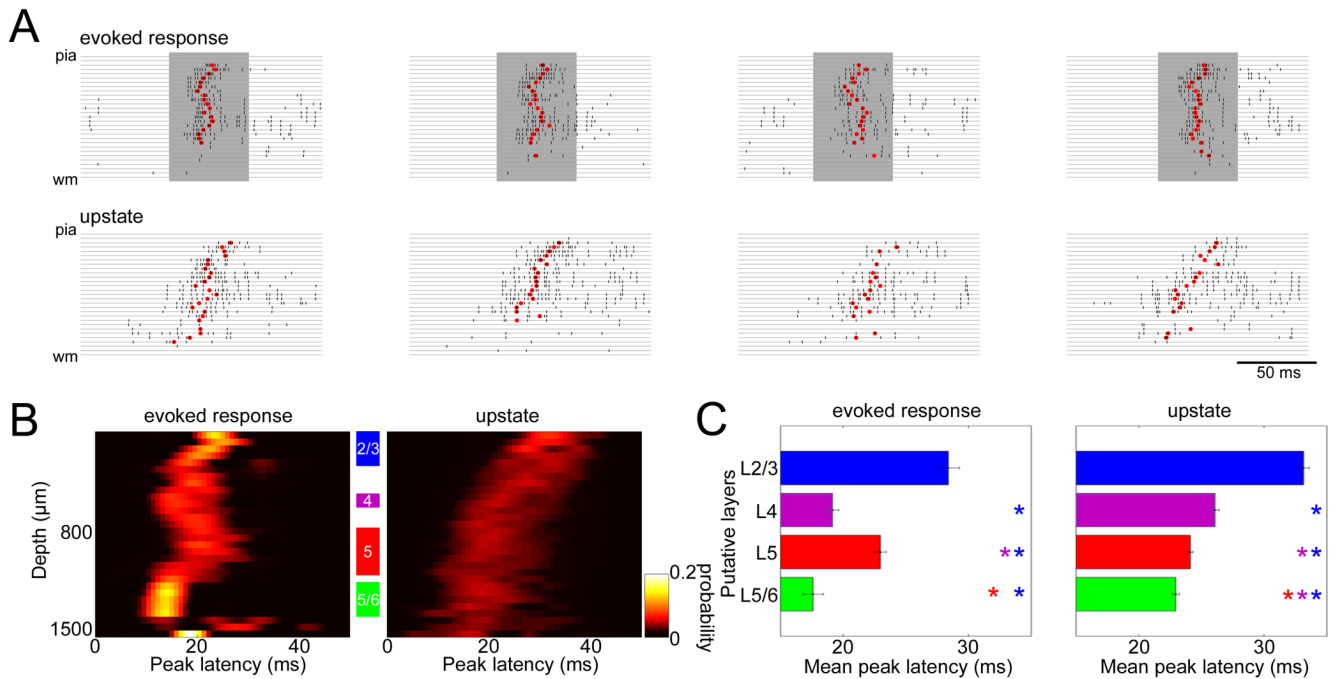 A
evoked response
pia
wm
upstate
pia
wm
50 ms
B
evoked response
upstate
2/3
4
5
5/6
Depth (µm)
800
1500
0
20
40
Peak latency (ms)
0
20
40
Peak latency (ms)
0.2
0
probability
C
evoked response
upstate
Putative layers
L2/3
L4
L5
L5/6
* 
* *
* *
*
* *
* * *
20
30
Mean peak latency (ms)
20
30
Mean peak latency (ms)